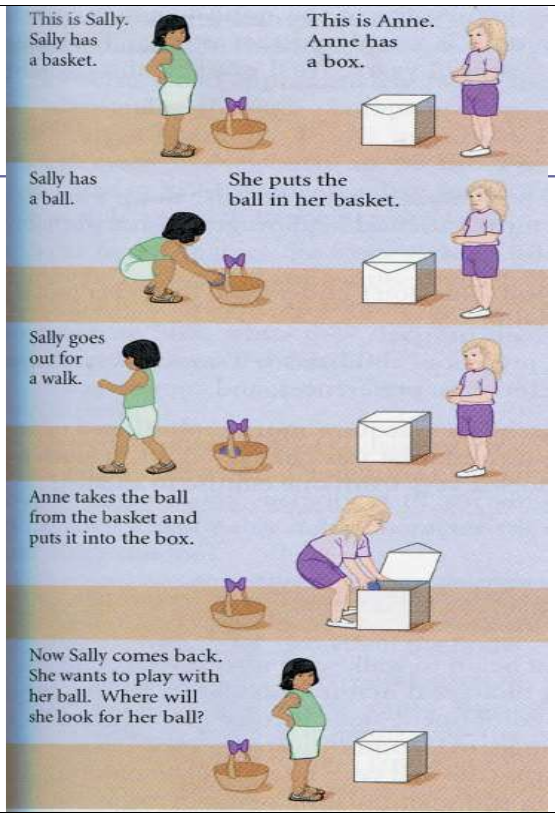 This is Sally.
Sally has
a basket.
This is Anne.
Anne has
a box.
Sally has
a ball.
She puts the
ball in her basket.
Sally goes
out for
a walk.
Anne takes the ball
from the basket and
puts it into the box.
Now Sally comes back.
She wants to play with
her ball. Where will
she look for her ball?